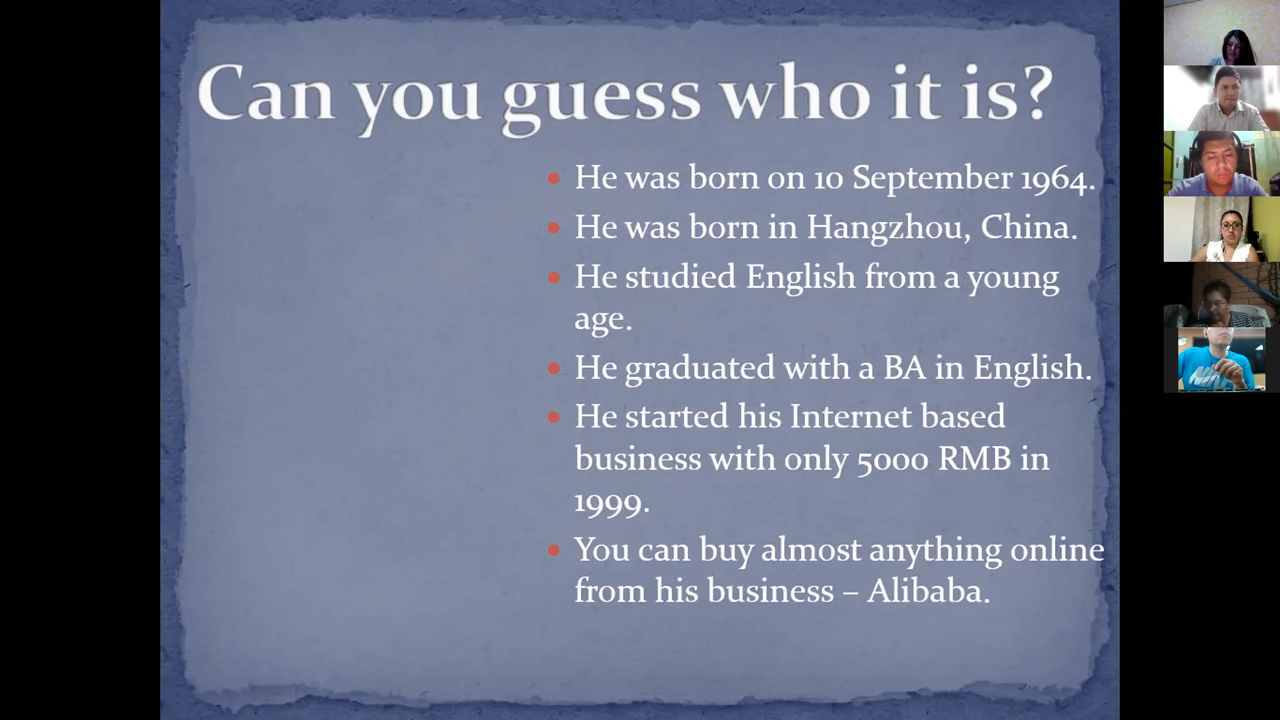 Can you guess who it is?
He was born on 10 September 1964.
He was born in Hangzhou, China.
He studied English from a young
age.
He graduated with a BA in English.
He started his Internet based
business with only 5000 RMB in
1999.
You can buy almost anything online
from his business – Alibaba.